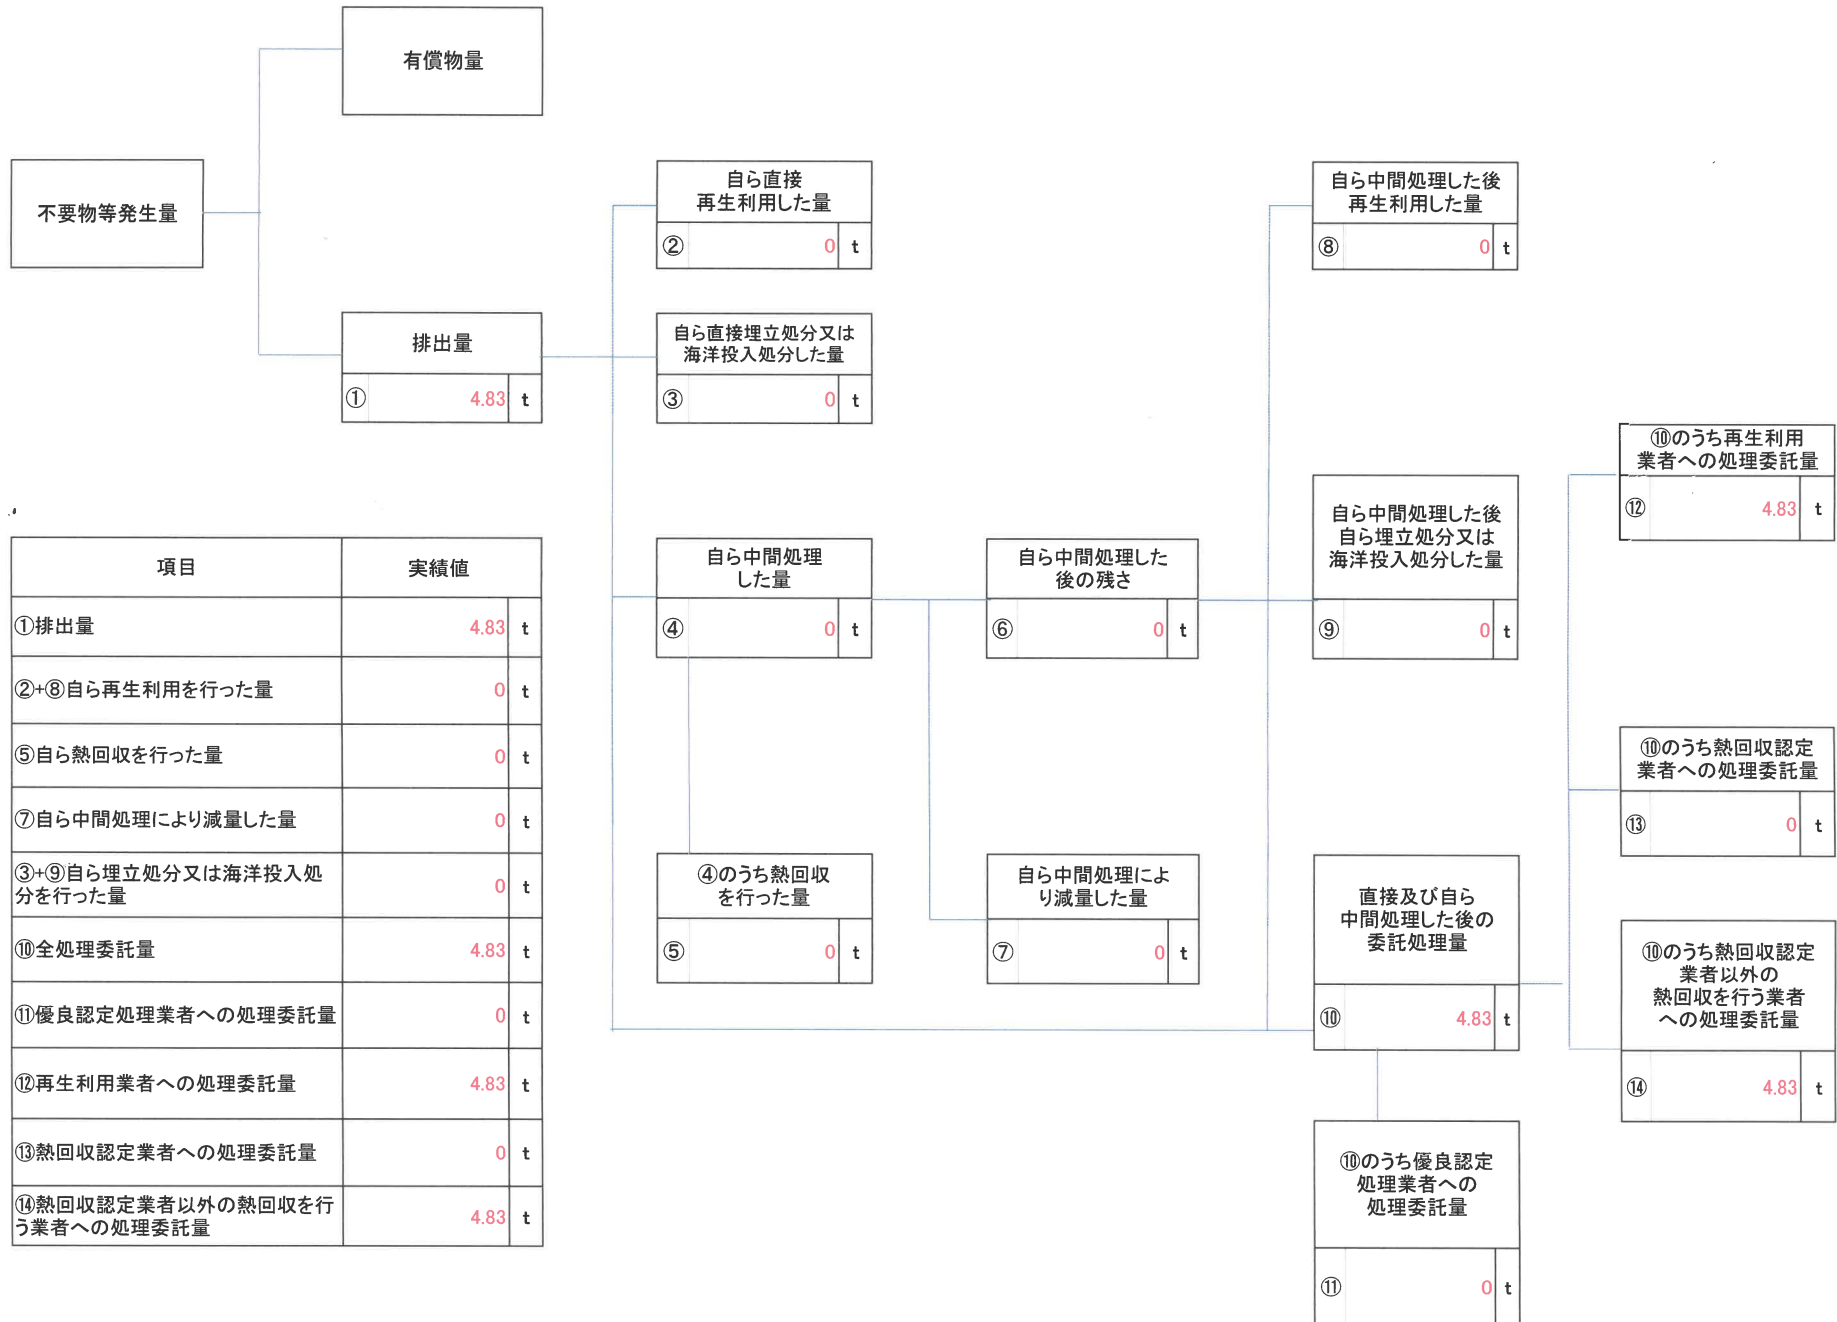 有償物量
不要物等発生量
排出量
① 4.83 t
自ら直接
再生利用した量
② 0 t
自ら直接埋立処分又は
海洋投入処分した量
③ 0 t
自ら中間処理
した量
④ 0 t
④のうち熱回収
を行った量
⑤ 0 t
自ら中間処理した
後の残さ
⑥ 0 t
自ら中間処理によ
り減量した量
⑦ 0 t
自ら中間処理した後
再生利用した量
⑧ 0 t
自ら中間処理した後
自ら埋立処分又は
海洋投入処分した量
⑨ 0 t
直接及び自ら
中間処理した後の
委託処理量
⑩ 4.83 t
⑩のうち優良認定
処理業者への
処理委託量
⑪ 0 t
⑩のうち再生利用
業者への処理委託量
⑫ 4.83 t
⑩のうち熱回収認定
業者への処理委託量
⑬ 0 t
⑩のうち熱回収認定
業者以外の
熱回収を行う業者
への処理委託量
⑭ 4.83 t
項目 実績値
①排出量 4.83 t
②+⑧自ら再生利用を行った量 0 t
⑤自ら熱回収を行った量 0 t
⑦自ら中間処理により減量した量 0 t
③+⑨自ら埋立処分又は海洋投入処
分を行った量 0 t
⑩全処理委託量 4.83 t
⑪優良認定処理業者への処理委託量 0 t
⑫再生利用業者への処理委託量 4.83 t
⑬熱回収認定業者への処理委託量 0 t
⑭熱回収認定業者以外の熱回収を行
う業者への処理委託量 4.83 t